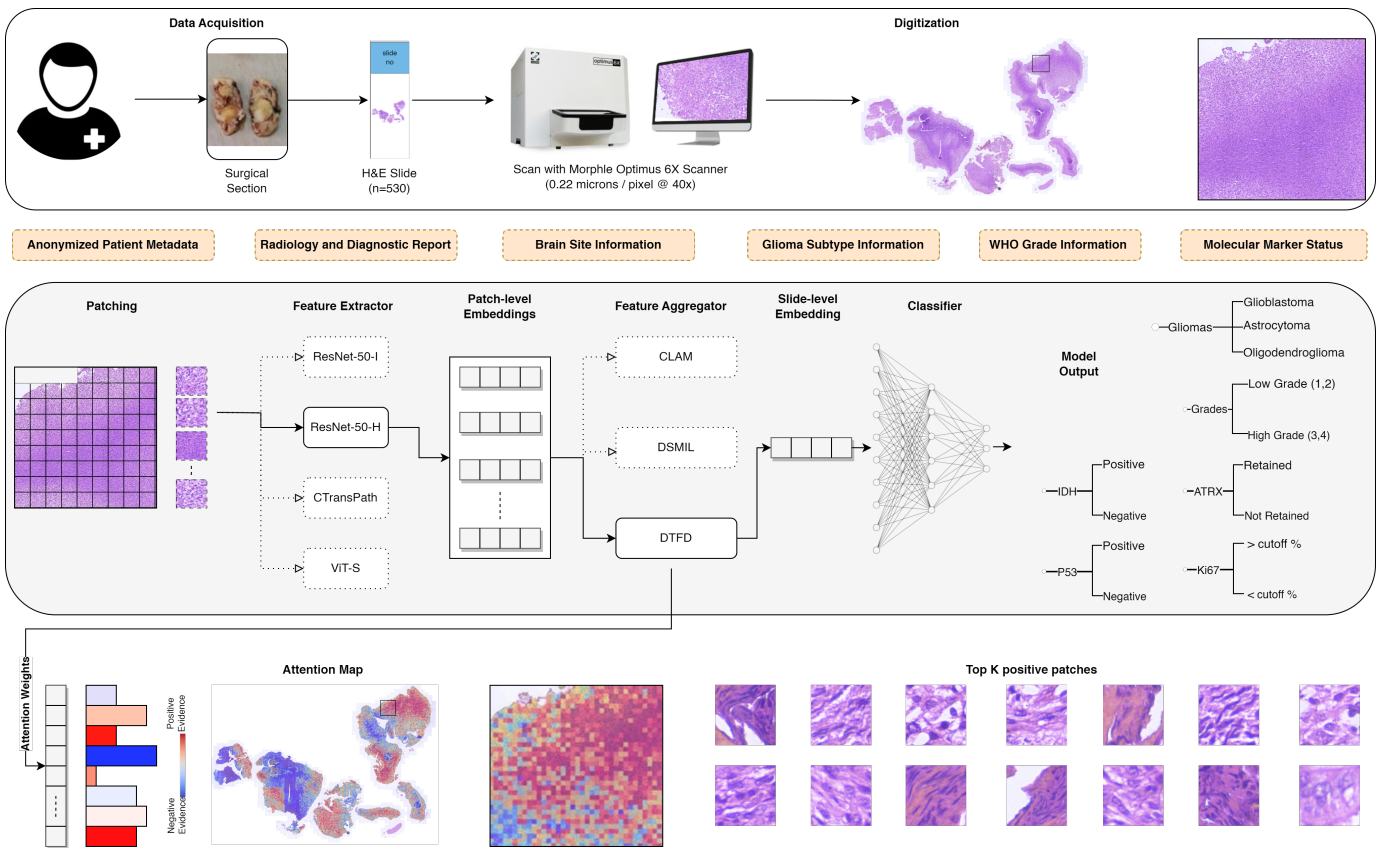 Data Acquisition
Digitization
slide
no
optimus 6X
Surgical
Section
H&E Slide
(n=530)
Scan with Morphle Optimus 6X Scanner
(0.22 microns / pixel @ 40x)
Anonymized Patient Metadata
Radiology and Diagnostic Report
Brain Site Information
Glioma Subtype Information
WHO Grade Information
Molecular Marker Status
Patching
Feature Extractor
Patch-level
Embeddings
Feature Aggregator
Slide-level
Embedding
Classifier
Model
Output
ResNet-50-I
ResNet-50-H
CTransPath
ViT-S
CLAM
DSMIL
DTFD
Gliomas
Glioblastoma
Astrocytoma
Oligodendroglioma
Grades
Low Grade (1,2)
High Grade (3,4)
IDH
Positive
Negative
ATRX
Retained
Not Retained
P53
Positive
Negative
Ki67
> cutoff %
< cutoff %
Attention Weights
Positive
Evidence
Negative
Evidence
Attention Map
Top K positive patches